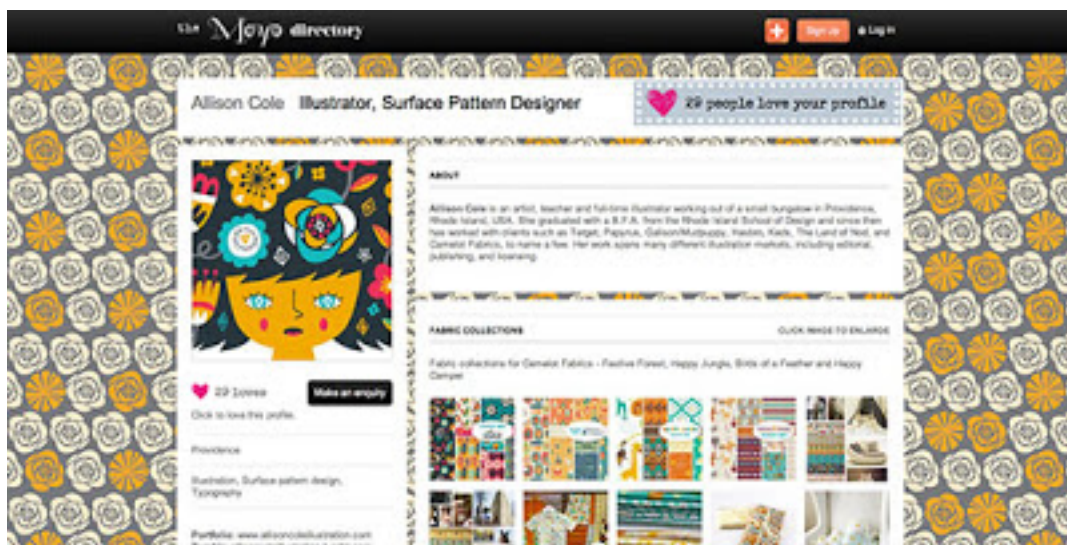 the Moyo directory
Sign Up
Log in
Allison Cole Illustrator, Surface Pattern Designer
29 people love your profile
29 Loves
Make an enquiry
Click to love this profile.
Providence
Illustration, Surface pattern design,
Typography
Portfolio: www.allisoncoleillustration.com
ABOUT
Allison Cole is an artist, teacher and full-time illustrator working out of a small bungalow in Providence,
Rhode Island, USA. She graduated with a B.F.A. from the Rhode Island School of Design and since then
has worked with clients such as Target, Papyrus, Galison/Mudpuppy, Hasbro, Keds, The Land of Nod, and
Camelot Fabrics, to name a few. Her work spans many different illustration markets, including editorial,
publishing, and licensing.
FABRIC COLLECTIONS
CLICK IMAGE TO ENLARGE
Fabric collections for Camelot Fabrics - Festive Forest, Happy Jungle, Birds of a Feather and Happy
Camper